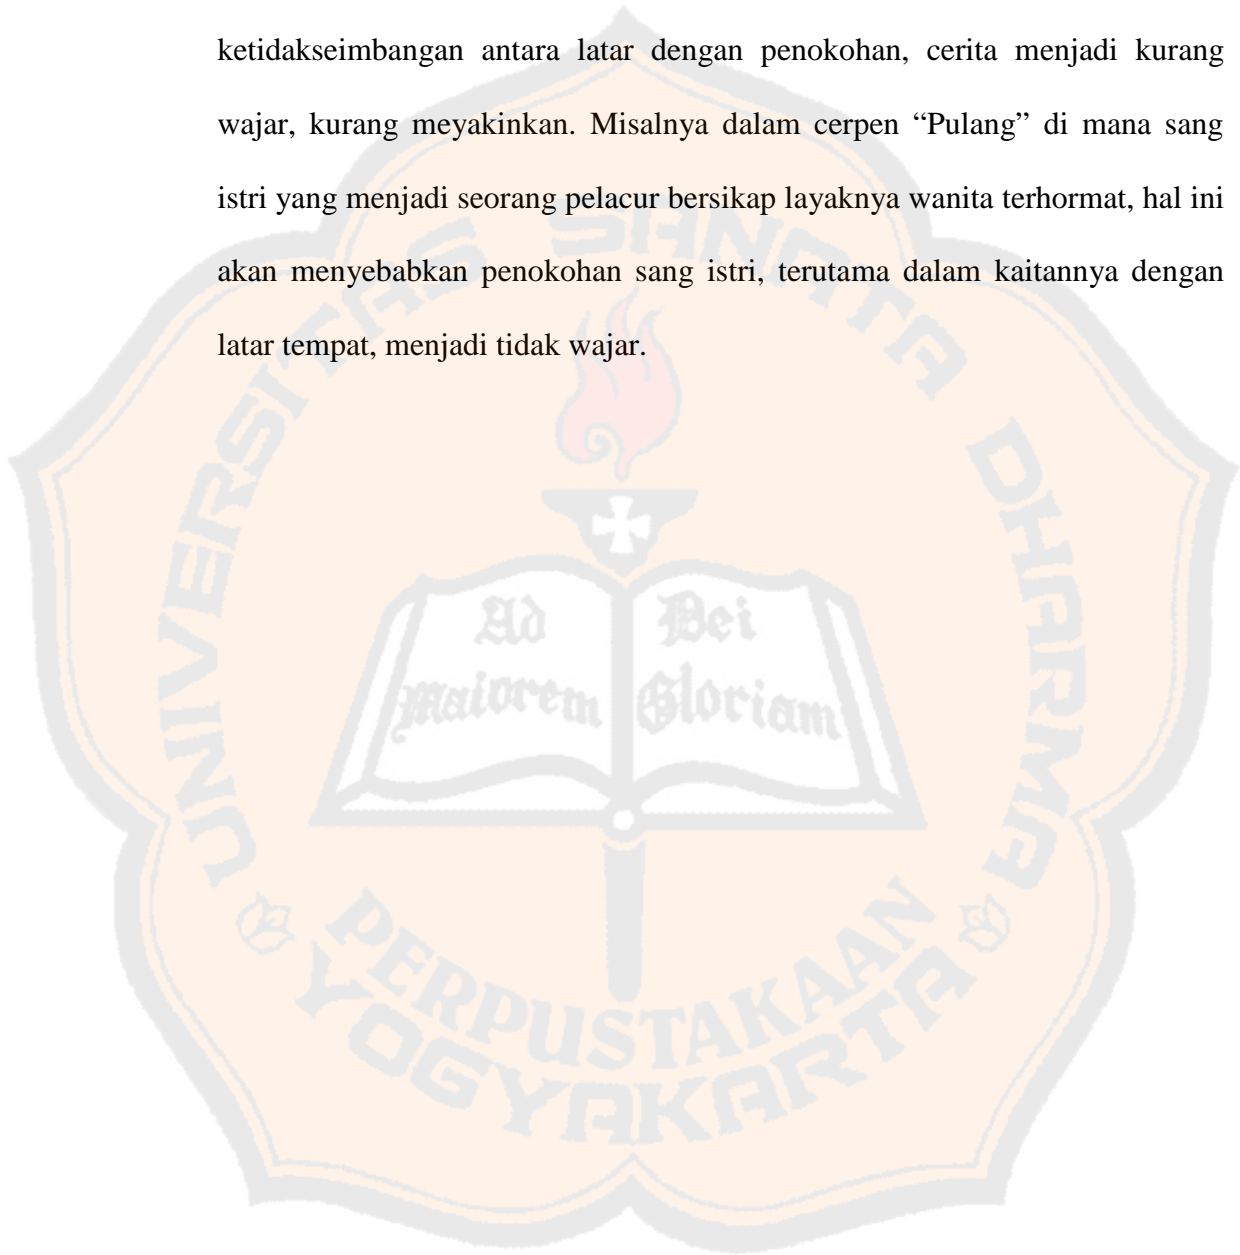 ketidakseimbangan antara latar dengan penokohan, cerita menjadi kurang
wajar, kurang meyakinkan. Misalnya dalam cerpen “Pulang” di mana sang
istri yang menjadi seorang pelacur bersikap layaknya wanita terhormat, hal ini
akan menyebabkan penokohan sang istri, terutama dalam kaitannya dengan
latar tempat, menjadi tidak wajar.
UNIVERSITAS SANATA DHARMA
Ad Dei
Maiorem Gloriam
PERPUSTAKAAN
YOGYAKARTA